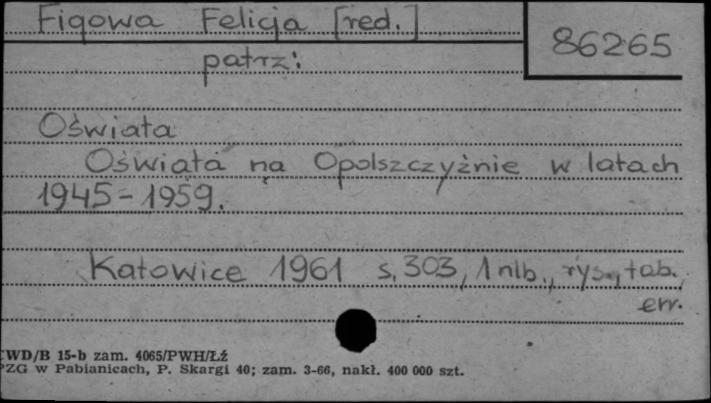 Figowa Felicja [red.]
86265
patrz:
Oświata
Oświata na Opolszczyźnie w latach
1945-1959.
Katowice 1961 s. 303, 1 nlb., rys., tab.,
err.
WD/B 15-b zam. 4065/PWH/Łź
PZG w Pabianicach, P. Skargi 40; zam. 3-66, nakł. 400 000 szt.